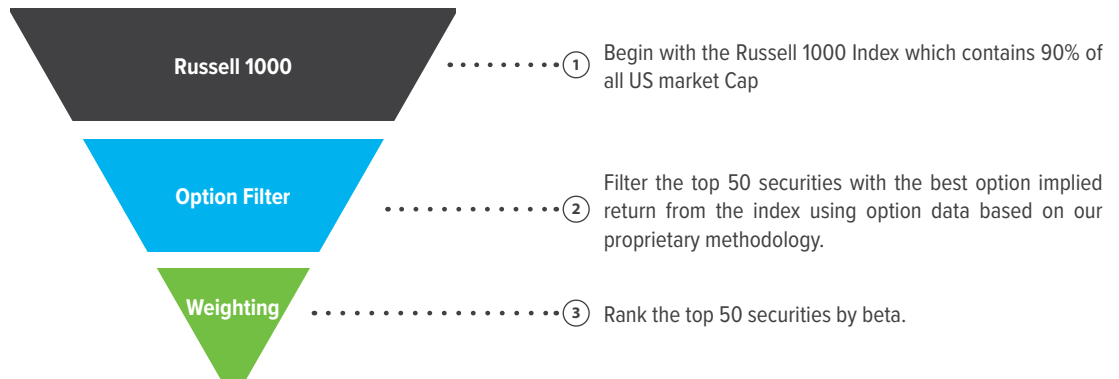 Russell 1000
1
Begin with the Russell 1000 Index which contains 90% of
all US market Cap
Option Filter
2
Filter the top 50 securities with the best option implied
return from the index using option data based on our
proprietary methodology.
Weighting
3
Rank the top 50 securities by beta.